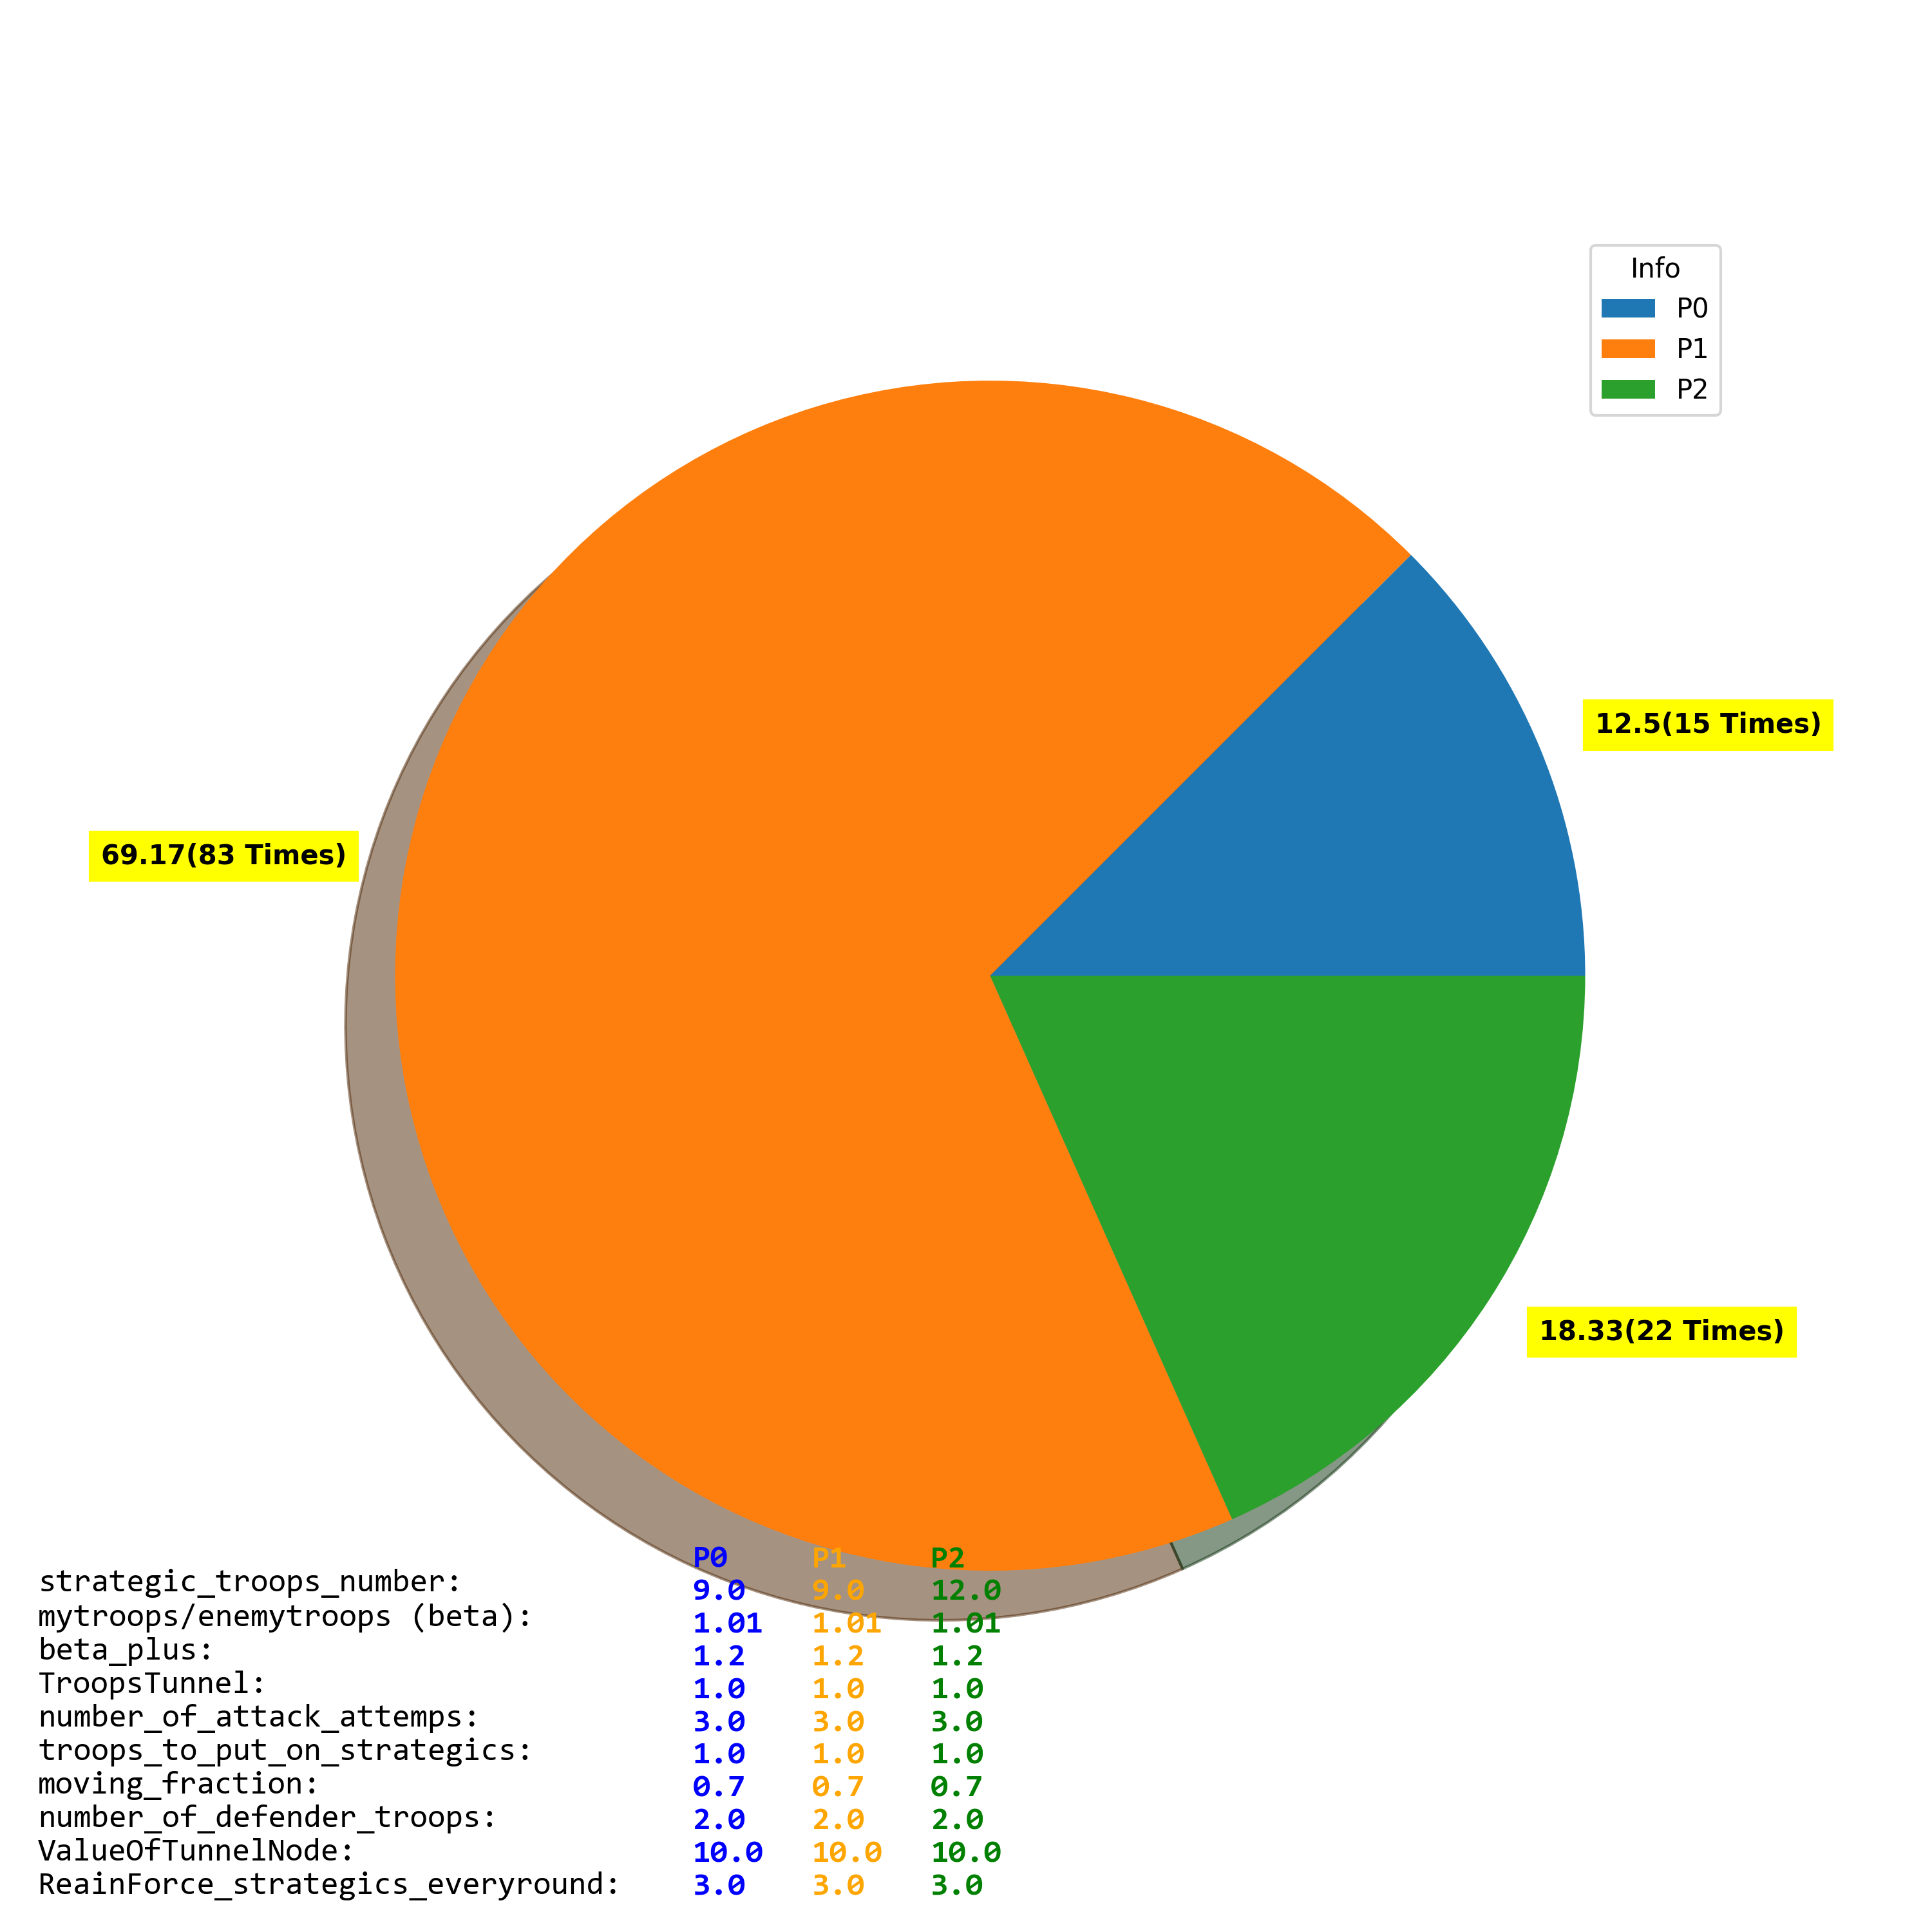 Info
P0
P1
P2
12.5(15 Times)
69.17(83 Times)
18.33(22 Times)
P0 P1 P2
strategic_troops_number: 9.0 9.0 12.0
mytroops/enemytroops (beta): 1.01 1.01 1.01
beta_plus: 1.2 1.2 1.2
TroopsTunnel: 1.0 1.0 1.0
number_of_attack_attemps: 3.0 3.0 3.0
troops_to_put_on_strategics: 1.0 1.0 1.0
moving_fraction: 0.7 0.7 0.7
number_of_defender_troops: 2.0 2.0 2.0
ValueOfTunnelNode: 10.0 10.0 10.0
ReainForce_strategics_everyround: 3.0 3.0 3.0